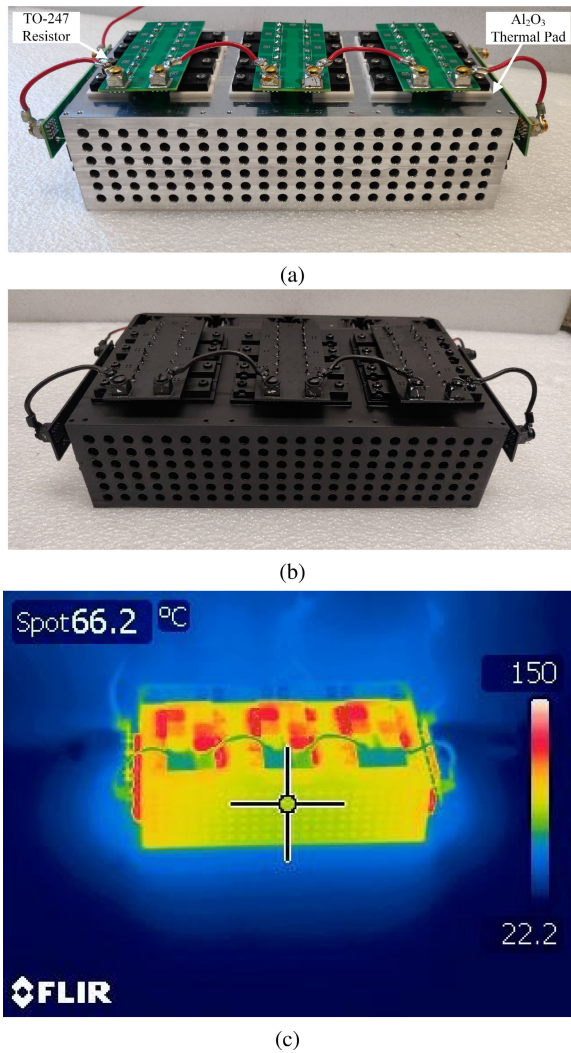 TO-247
Resistor
Al₂O₃
Thermal Pad
(a)
(b)
Spot66.2 °C
150
22.2
FLIR
(c)